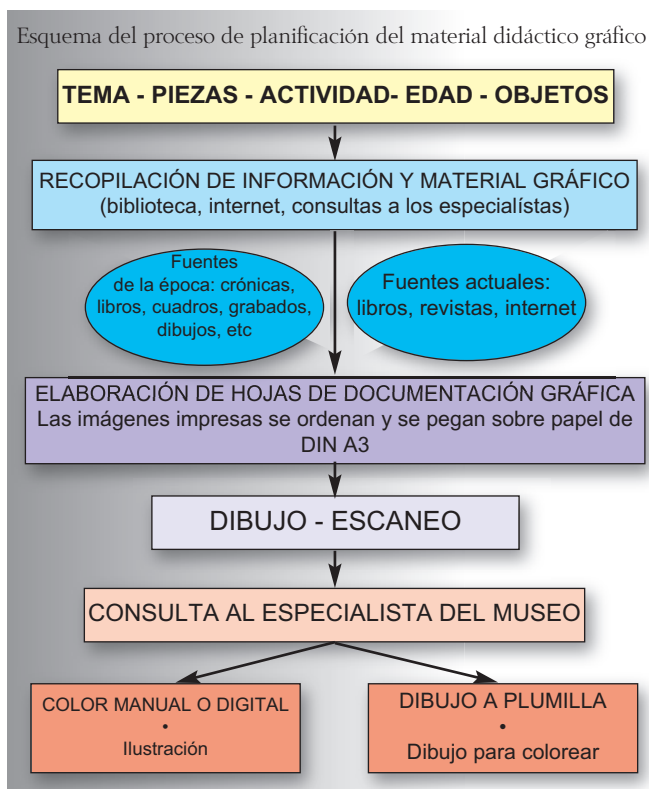 Esquema del proceso de planificación del material didáctico gráfico
TEMA - PIEZAS - ACTIVIDAD- EDAD - OBJETOS
RECOPILACIÓN DE INFORMACIÓN Y MATERIAL GRÁFICO
(biblioteca, internet, consultas a los especialístas)
Fuentes
de la época: crónicas,
libros, cuadros, grabados,
dibujos, etc
Fuentes actuales:
libros, revistas, internet
ELABORACIÓN DE HOJAS DE DOCUMENTACIÓN GRÁFICA
Las imágenes impresas se ordenan y se pegan sobre papel de
DIN A3
DIBUJO - ESCANEO
CONSULTA AL ESPECIALISTA DEL MUSEO
COLOR MANUAL O DIGITAL
•
Ilustración
DIBUJO A PLUMILLA
•
Dibujo para colorear